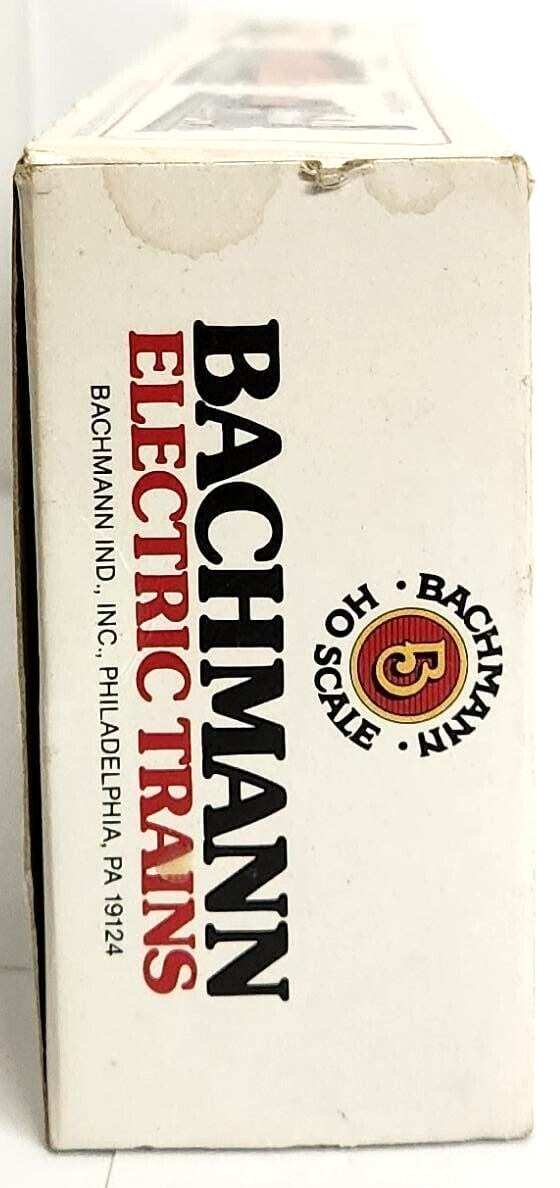 • BACHMANN •
B
HO SCALE
BACHMANN
ELECTRIC TRAINS
BACHMANN IND., INC., PHILADELPHIA, PA 19124